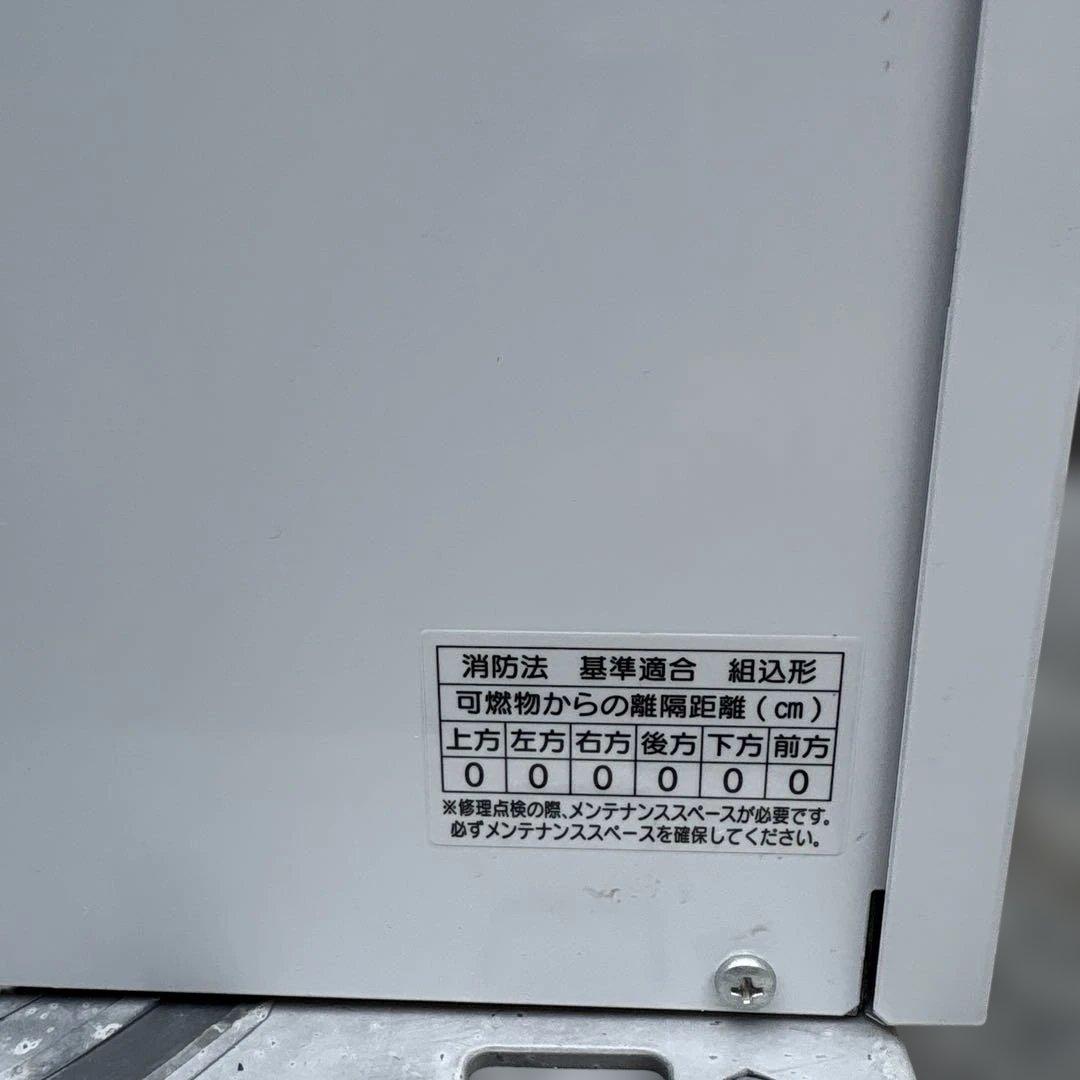 消防法 基準適合 組込形
可燃物からの離隔距離(cm)
上方 左方 右方 後方 下方 前方
0 0 0 0 0 0
※修理点検の際、メンテナンススペースが必要です。
必ずメンテナンススペースを確保してください。